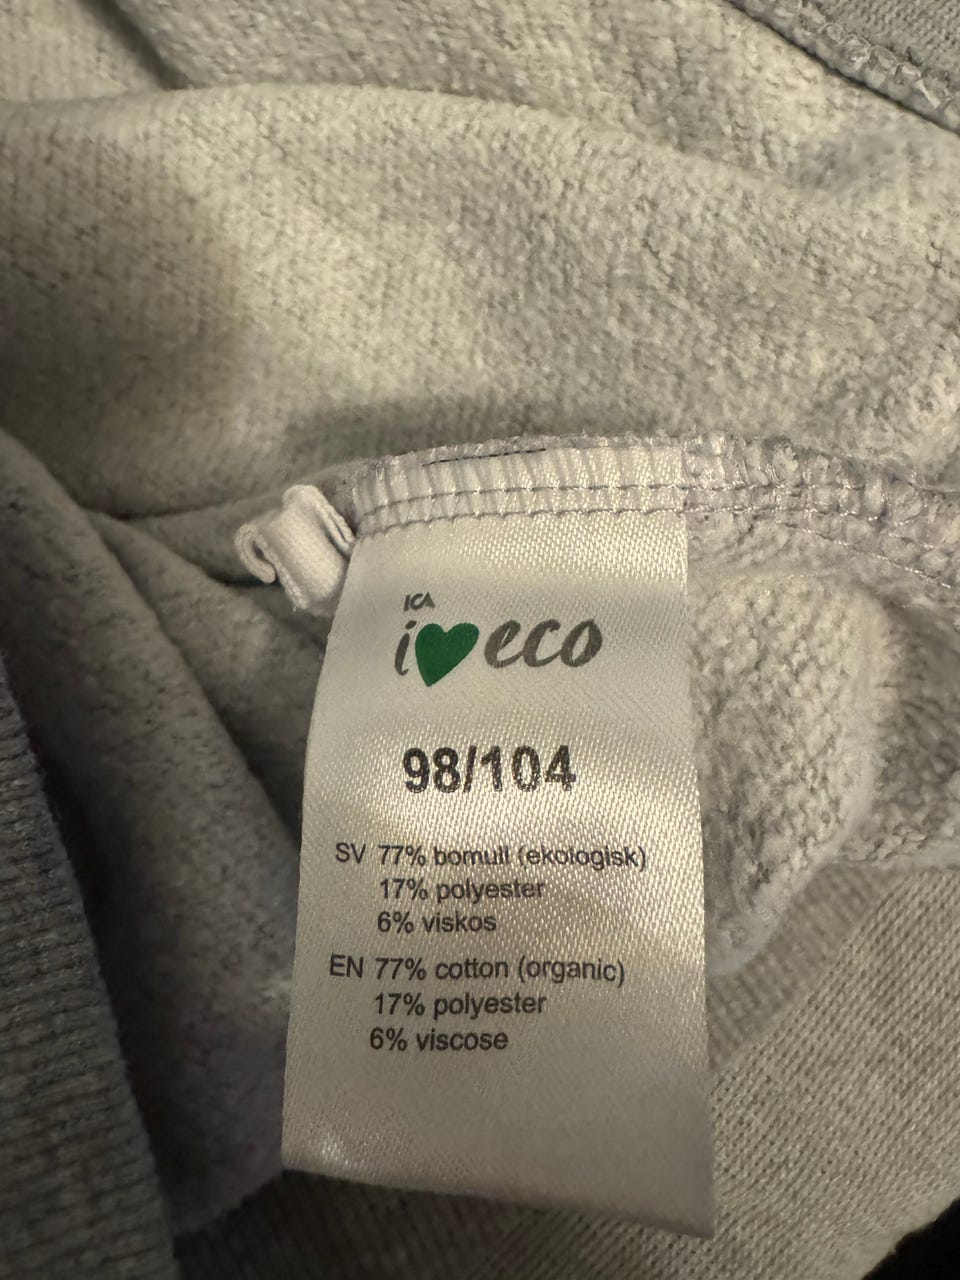 ICA
i eco
98/104
SV 77% bomull (ekologisk)
17% polyester
6% viskos
EN 77% cotton (organic)
17% polyester
6% viscose